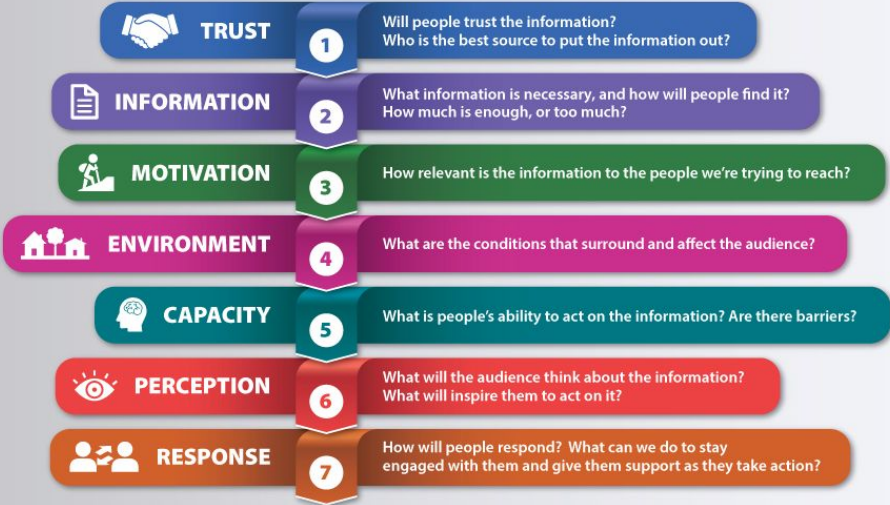 TRUST
1
Will people trust the information?
Who is the best source to put the information out?
INFORMATION
2
What information is necessary, and how will people find it?
How much is enough, or too much?
MOTIVATION
3
How relevant is the information to the people we're trying to reach?
ENVIRONMENT
4
What are the conditions that surround and affect the audience?
CAPACITY
5
What is people's ability to act on the information? Are there barriers?
PERCEPTION
6
What will the audience think about the information?
What will inspire them to act on it?
RESPONSE
7
How will people respond? What can we do to stay
engaged with them and give them support as they take action?